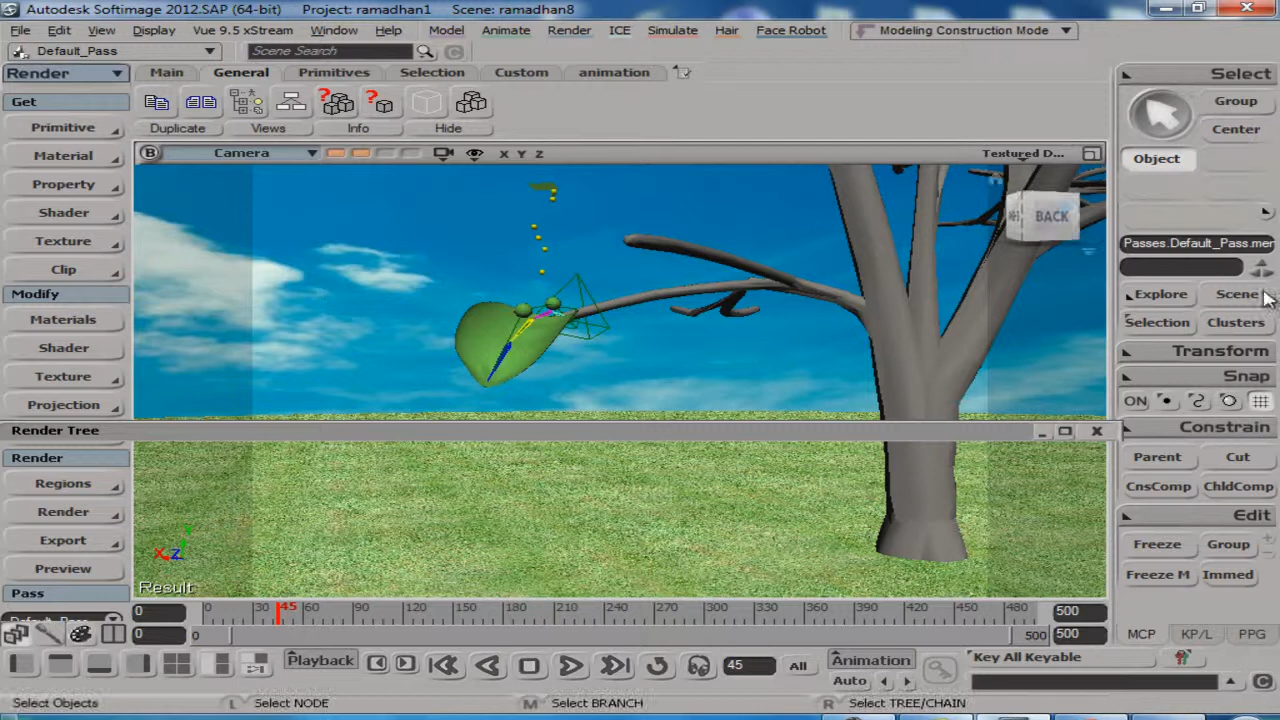 Autodesk Softimage 2012.SAP (64-bit) Project: ramadhan1 Scene: ramadhan8
File Edit View Display Vue 9.5 xStream Window Help Model Animate Render ICE Simulate Hair Face Robot Modeling Construction Mode
Default_Pass Scene Search
Render Main General Primitives Selection Custom animation Select
Get Group
Primitive Duplicate Views Info Hide Center
Material B Camera X Y Z Textured D... Object
Property
Shader BACK
Texture Passes.Default_Pass.mer
Clip
Modify Explore Scene
Materials Selection Clusters
Shader Transform
Texture Snap
Projection ON
Render Tree Constrain
Render Parent Cut
Regions CnsComp ChldComp
Render Edit
Export Freeze Group
Preview X Z Y Freeze M Immed
Pass Result
Default_Pass 0 0 30 45 60 90 120 150 180 210 240 270 300 330 360 390 420 450 480 500
0 0 500 500 MCP KP/L PPG
Playback 45 All Animation Key All Keyable
Auto
Select Objects L Select NODE M Select BRANCH R Select TREE/CHAIN